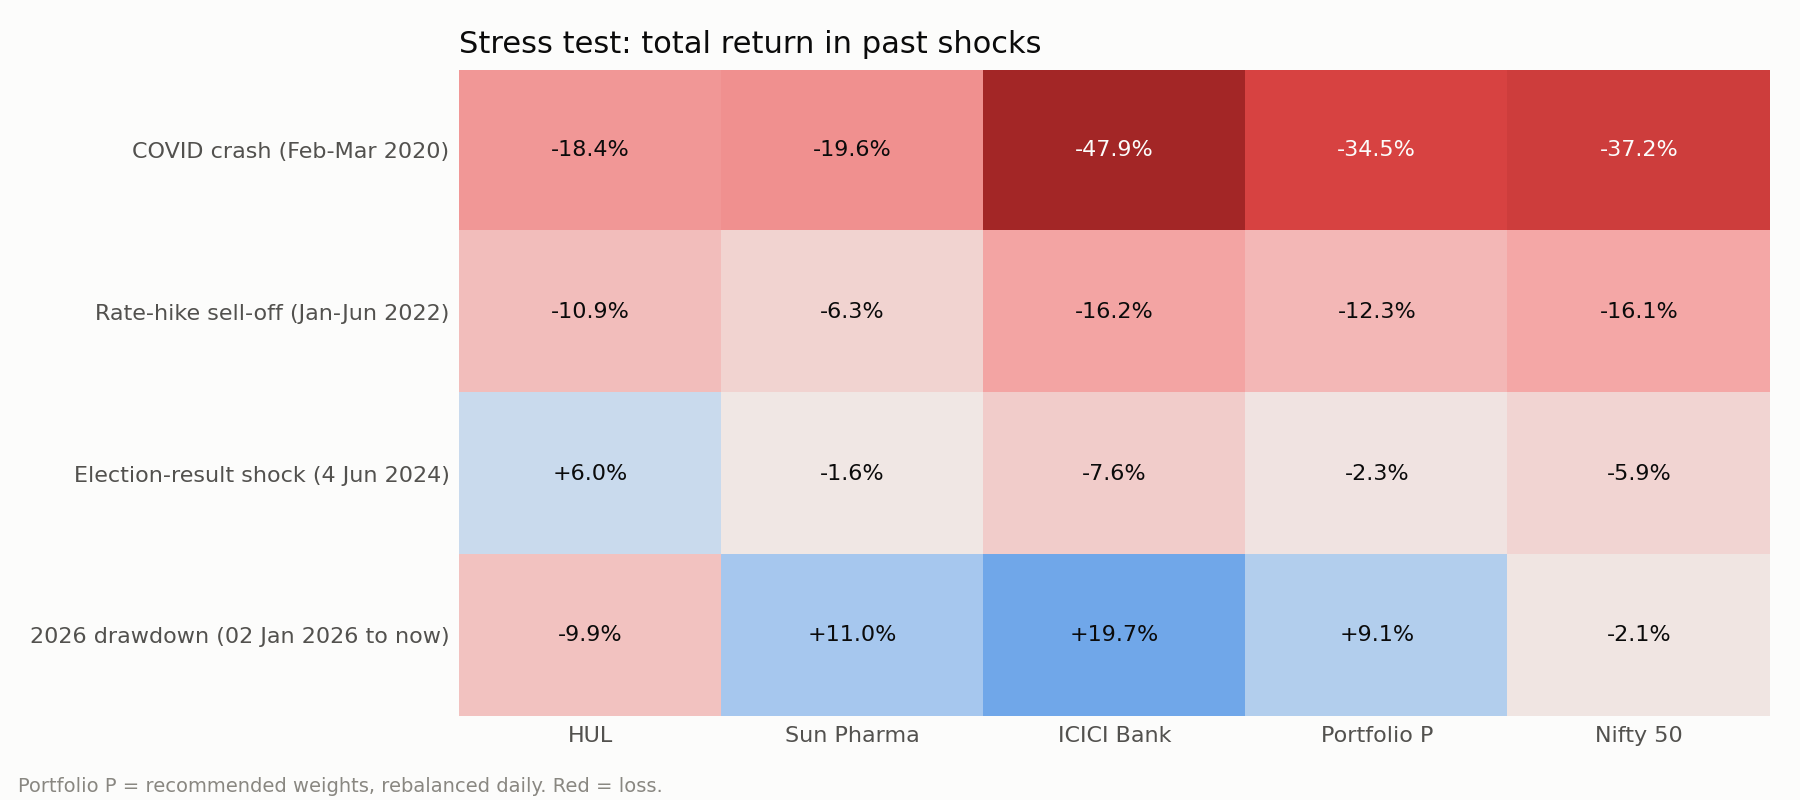 Stress test: total return in past shocks
COVID crash (Feb-Mar 2020) -18.4% -19.6% -47.9% -34.5% -37.2%
Rate-hike sell-off (Jan-Jun 2022) -10.9% -6.3% -16.2% -12.3% -16.1%
Election-result shock (4 Jun 2024) +6.0% -1.6% -7.6% -2.3% -5.9%
2026 drawdown (02 Jan 2026 to now) -9.9% +11.0% +19.7% +9.1% -2.1%
HUL Sun Pharma ICICI Bank Portfolio P Nifty 50
Portfolio P = recommended weights, rebalanced daily. Red = loss.